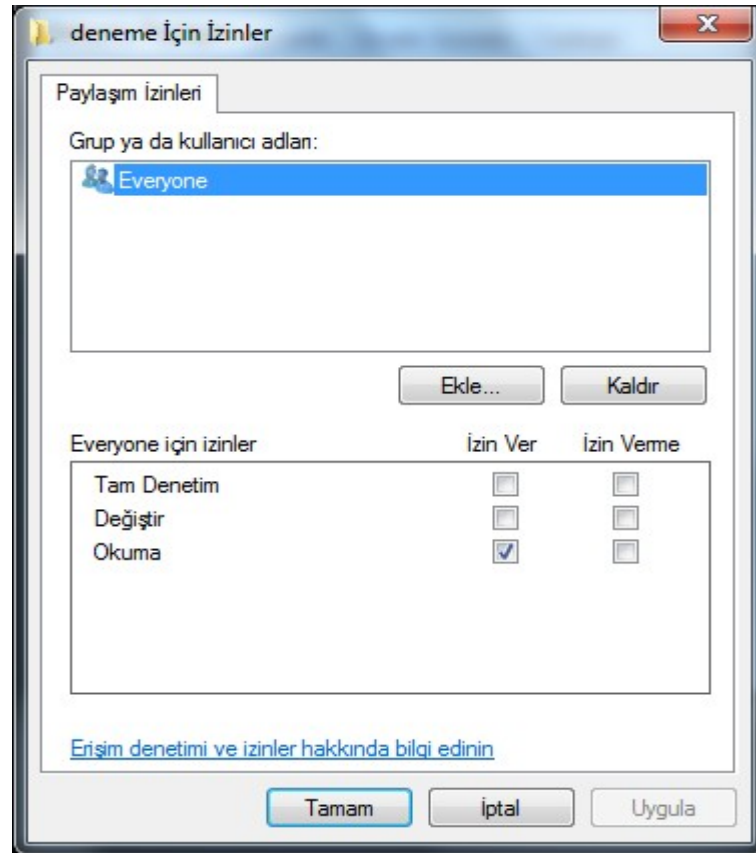 deneme İçin İzinler
Paylaşım İzinleri
Grup ya da kullanıcı adları:
Everyone
Ekle... Kaldır
Everyone için izinler İzin Ver İzin Verme
Tam Denetim
Değiştir
Okuma
Erişim denetimi ve izinler hakkında bilgi edinin
Tamam İptal Uygula